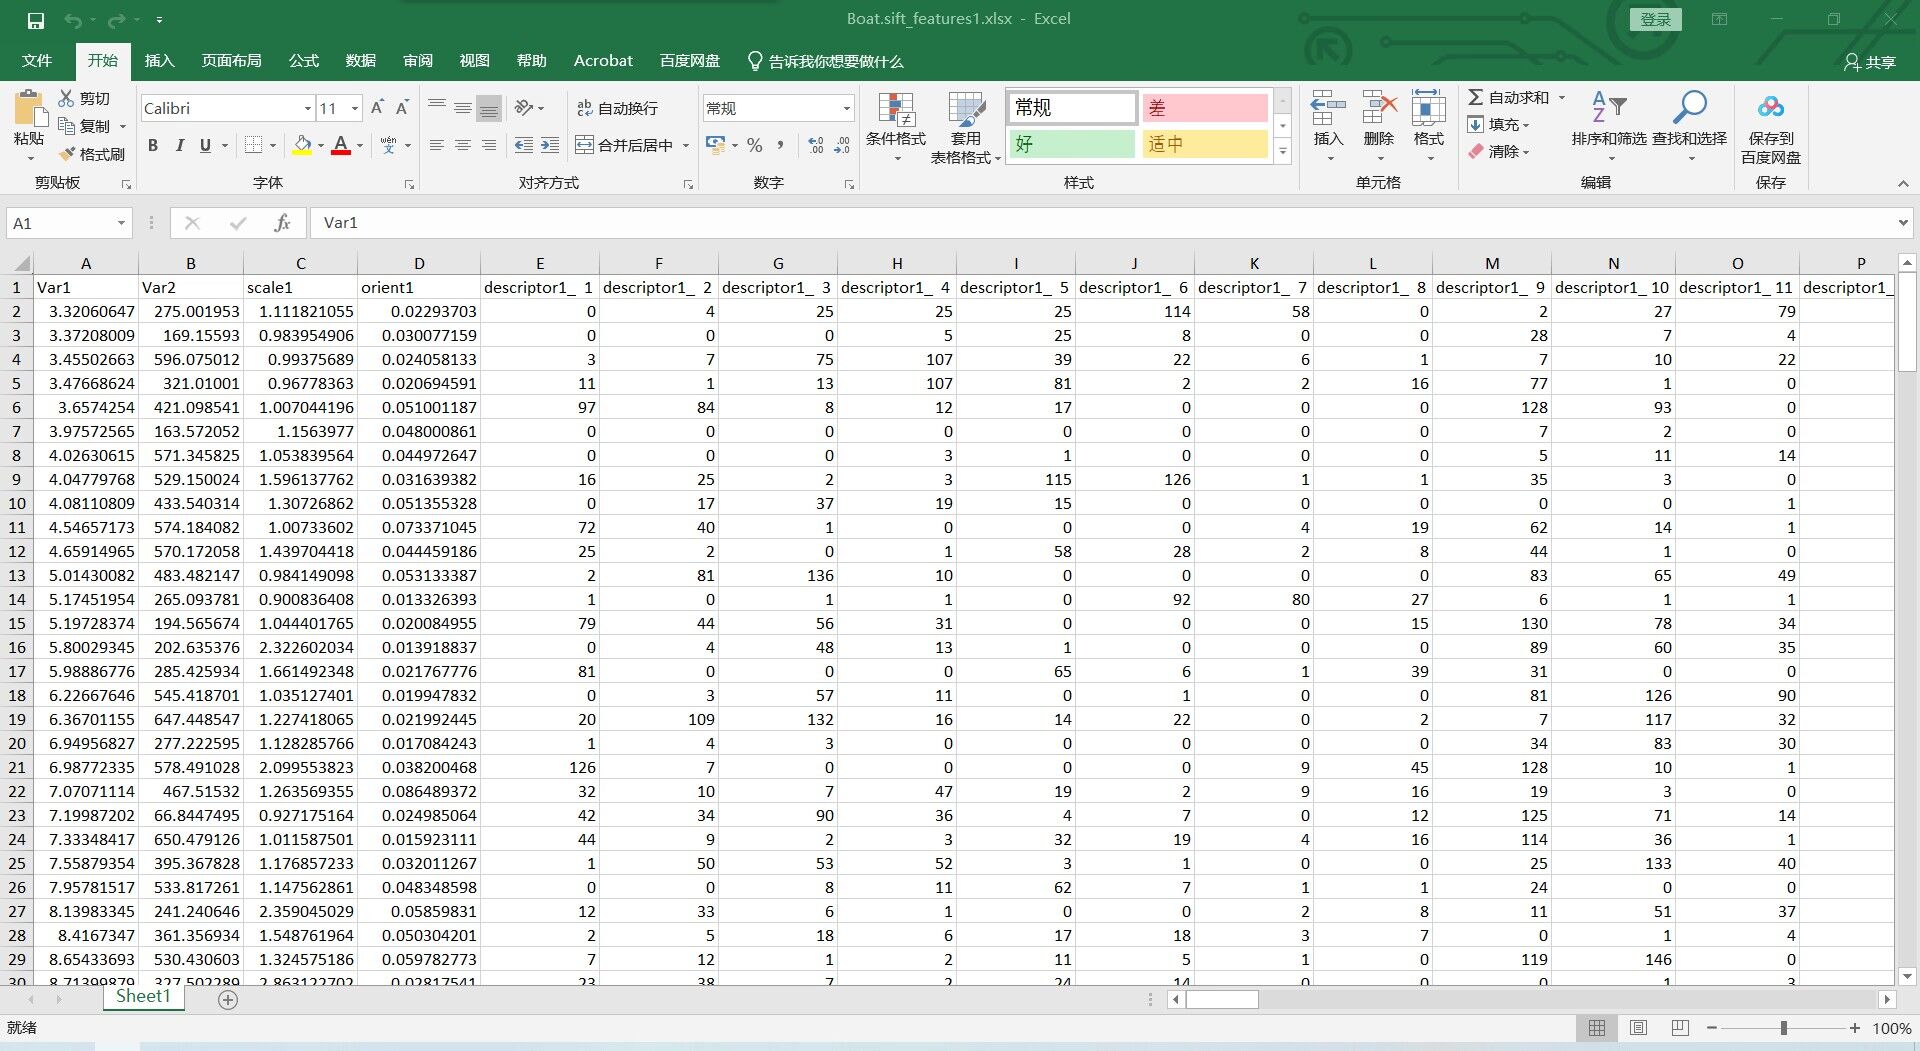 Boat.sift_features1.xlsx - Excel
登录
文件 开始 插入 页面布局 公式 数据 审阅 视图 帮助 Acrobat 百度网盘 告诉我你想要做什么 共享
粘贴 剪切 复制 格式刷 剪贴板
Calibri 11 B I U A wén 文 字体
ab 自动换行 合并后居中 对齐方式
常规 % 数字
条件格式 套用 表格格式 常规 差 好 适中 样式
插入 删除 格式 单元格
自动求和 填充 清除 排序和筛选 查找和选择 编辑
保存到 百度网盘 保存
A1 fx Var1
A B C D E F G H I J K L M N O P
1 Var1 Var2 scale1 orient1 descriptor1_ 1 descriptor1_ 2 descriptor1_ 3 descriptor1_ 4 descriptor1_ 5 descriptor1_ 6 descriptor1_ 7 descriptor1_ 8 descriptor1_ 9 descriptor1_ 10 descriptor1_ 11 descriptor1_
2 3.32060647 275.001953 1.111821055 0.02293703 0 4 25 25 25 114 58 0 2 27 79
3 3.37208009 169.15593 0.983954906 0.030077159 0 0 0 5 25 8 0 0 28 7 4
4 3.45502663 596.075012 0.99375689 0.024058133 3 7 75 107 39 22 6 1 7 10 22
5 3.47668624 321.01001 0.96778363 0.020694591 11 1 13 107 81 2 2 16 77 1 0
6 3.6574254 421.098541 1.007044196 0.051001187 97 84 8 12 17 0 0 0 128 93 0
7 3.97572565 163.572052 1.1563977 0.048000861 0 0 0 0 0 0 0 0 7 2 0
8 4.02630615 571.345825 1.053839564 0.044972647 0 0 0 3 1 0 0 0 5 11 14
9 4.04779768 529.150024 1.596137762 0.031639382 16 25 2 3 115 126 1 1 35 3 0
10 4.08110809 433.540314 1.30726862 0.051355328 0 17 37 19 15 0 0 0 0 0 1
11 4.54657173 574.184082 1.00733602 0.073371045 72 40 1 0 0 0 4 19 62 14 1
12 4.65914965 570.172058 1.439704418 0.044459186 25 2 0 1 58 28 2 8 44 1 0
13 5.01430082 483.482147 0.984149098 0.053133387 2 81 136 10 0 0 0 0 83 65 49
14 5.17451954 265.093781 0.900836408 0.013326393 1 0 1 1 0 92 80 27 6 1 1
15 5.19728374 194.565674 1.044401765 0.020084955 79 44 56 31 0 0 0 15 130 78 34
16 5.80029345 202.635376 2.322602034 0.013918837 0 4 48 13 1 0 0 0 89 60 35
17 5.98886776 285.425934 1.661492348 0.021767776 81 0 0 0 65 6 1 39 31 0 0
18 6.22667646 545.418701 1.035127401 0.019947832 0 3 57 11 0 1 0 0 81 126 90
19 6.36701155 647.448547 1.227418065 0.021992445 20 109 132 16 14 22 0 2 7 117 32
20 6.94956827 277.222595 1.128285766 0.017084243 1 4 3 0 0 0 0 0 34 83 30
21 6.98772335 578.491028 2.099553823 0.038200468 126 7 0 0 0 0 9 45 128 10 1
22 7.07071114 467.51532 1.263569355 0.086489372 32 10 7 47 19 2 9 16 19 3 0
23 7.19987202 66.8447495 0.927175164 0.024985064 42 34 90 36 4 7 0 12 125 71 14
24 7.33348417 650.479126 1.011587501 0.015923111 44 9 2 3 32 19 4 16 114 36 1
25 7.55879354 395.367828 1.176857233 0.032011267 1 50 53 52 3 1 0 0 25 133 40
26 7.95781517 533.817261 1.147562861 0.048348598 0 0 8 11 62 7 1 1 24 0 0
27 8.13983345 241.240646 2.359045029 0.05859831 12 33 6 1 0 0 2 8 11 51 37
28 8.4167347 361.356934 1.548761964 0.050304201 2 5 18 6 17 18 3 7 0 1 4
29 8.65433693 530.430603 1.324575186 0.059782773 7 12 1 2 11 5 1 0 119 146 0
30 8.71399879 327.502289 2.863122702 0.02817541 23 38 7 2 24 14 0 0 0 1 3
Sheet1
就绪 100%